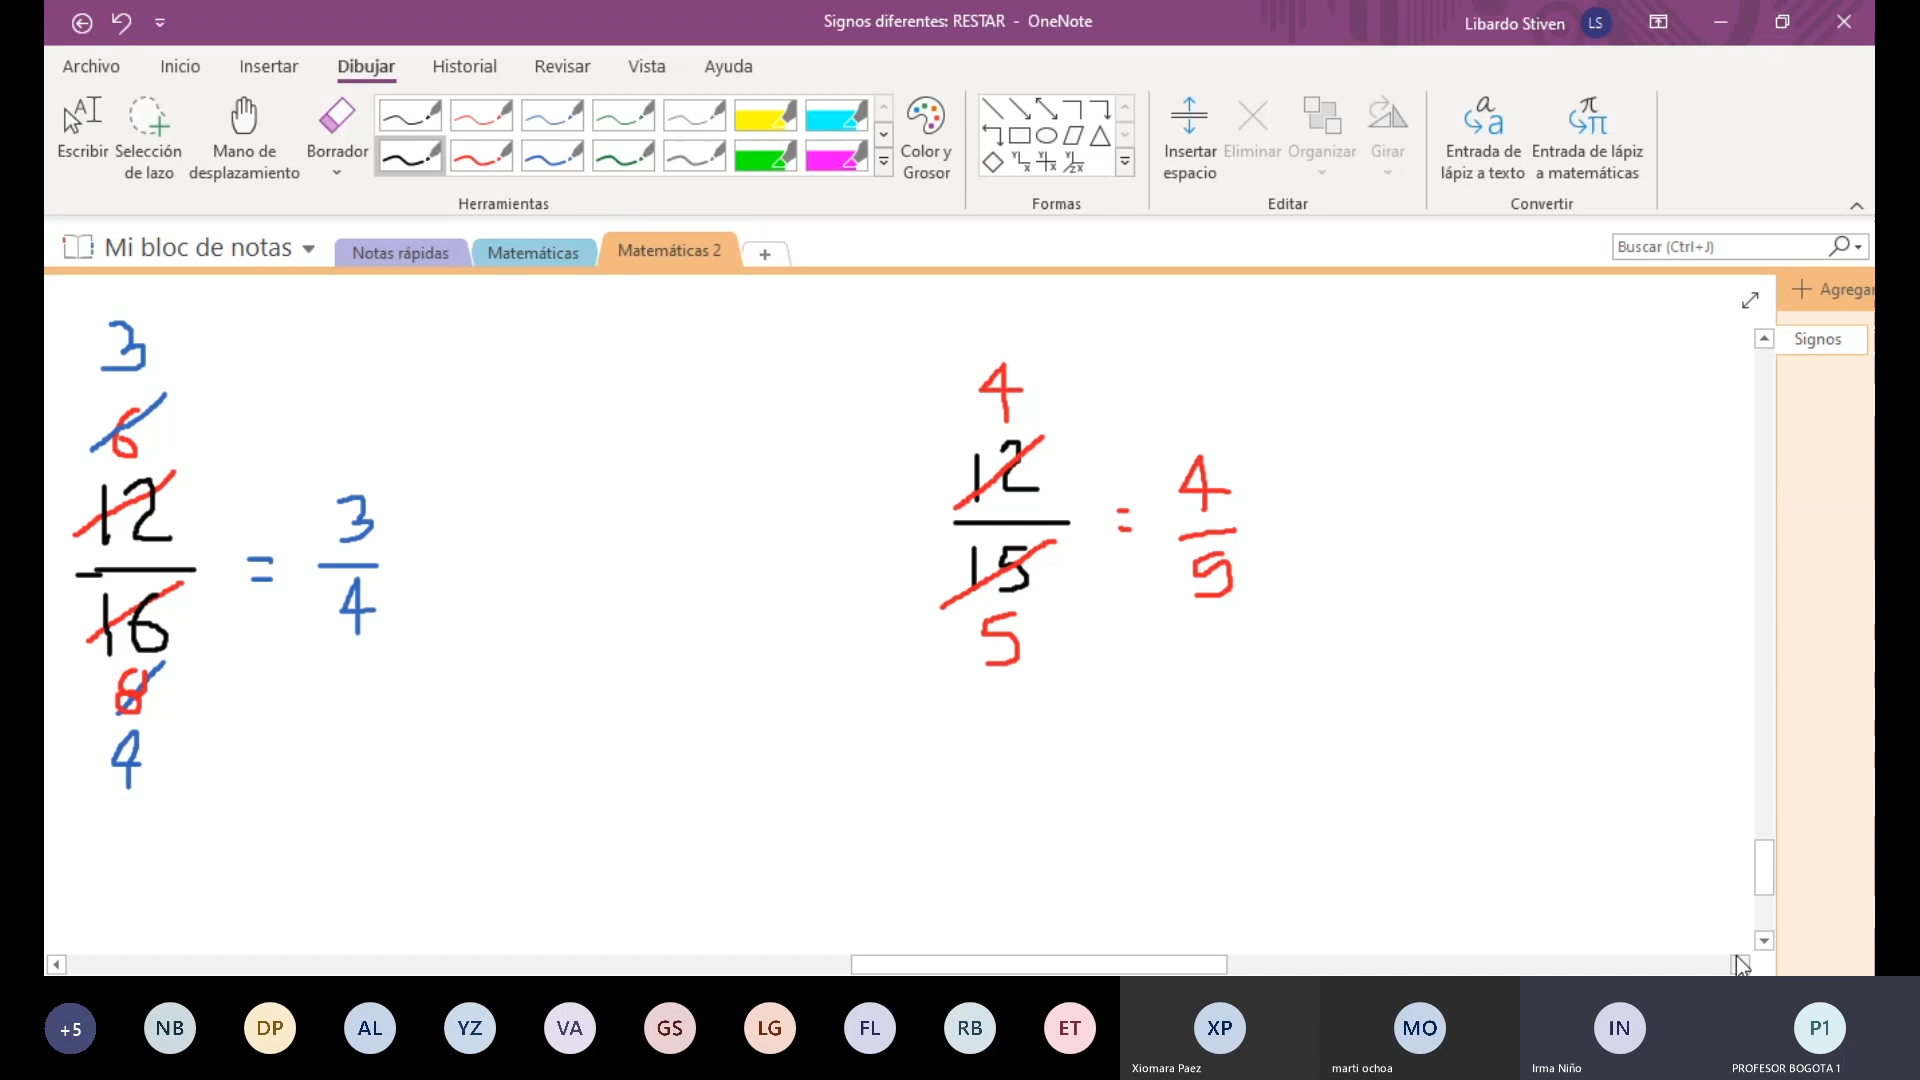 Signos diferentes: RESTAR - OneNote
Libardo Stiven LS
Archivo Inicio Insertar Dibujar Historial Revisar Vista Ayuda
Escribir
Selección de lazo
Mano de desplazamiento
Borrador
Color y Grosor
Insertar espacio
Eliminar
Organizar
Girar
a
a
Entrada de lápiz a texto
π
π
Entrada de lápiz a matemáticas
Herramientas Formas Editar Convertir
Mi bloc de notas
Notas rápidas Matemáticas Matemáticas 2 +
Buscar (Ctrl+J)
Agregar
Signos
3
6
12
16
8
4
=
3
4
4
12
15
5
=
4
5
+5 NB DP AL YZ VA GS LG FL RB ET XP MO IN P1
Xiomara Paez marti ochoa Irma Niño PROFESOR BOGOTA 1